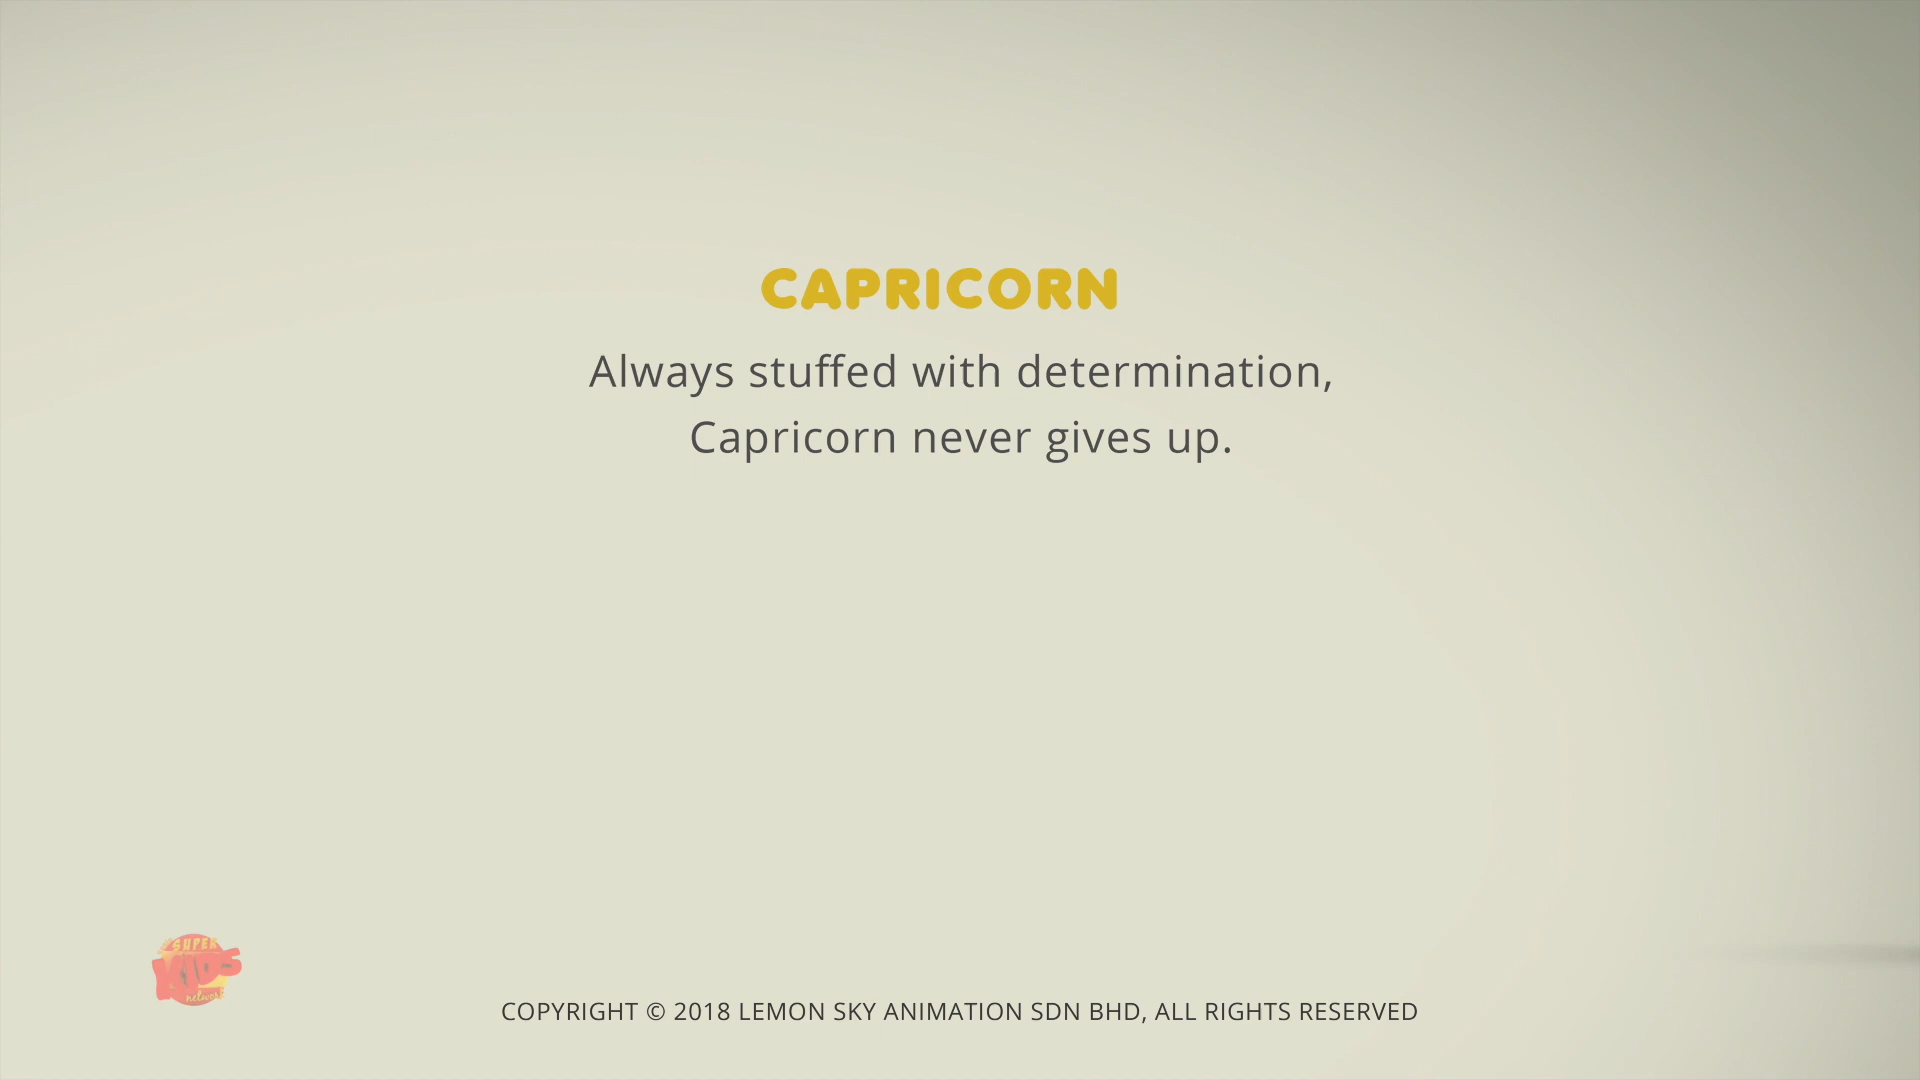 CAPRICORN
Always stuffed with determination,
Capricorn never gives up.
SUPER
KIDS
network
COPYRIGHT © 2018 LEMON SKY ANIMATION SDN BHD, ALL RIGHTS RESERVED